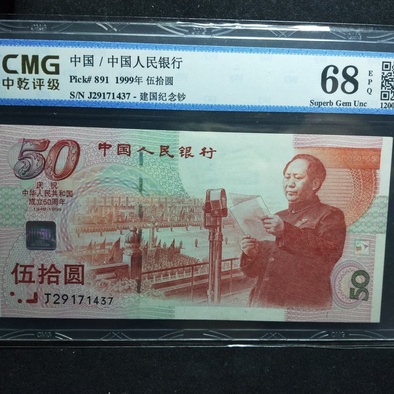 CMG
中乾评级
中国 / 中国人民银行
Pick# 891 1999年 伍拾圆
S/N J29171437 - 建国纪念钞
68
EPQ
Superb Gem Unc
50
中国人民银行
庆祝
中华人民共和国
成立50周年
1949-1999
伍拾圆
J29171437
50